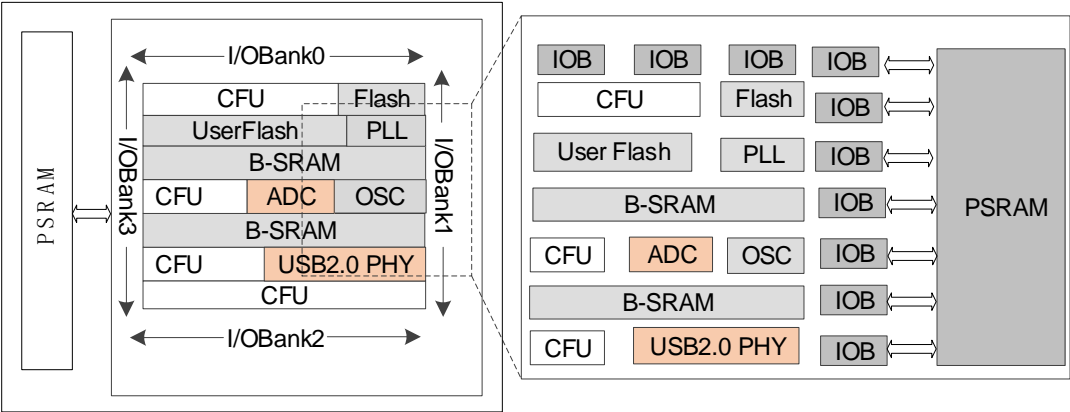 PSRAM
I/OBank0
I/OBank3
I/OBank1
CFU Flash
UserFlash PLL
B-SRAM
CFU ADC OSC
B-SRAM
CFU USB2.0 PHY
CFU
I/OBank2
IOB IOB IOB IOB
CFU Flash IOB
User Flash PLL IOB
B-SRAM IOB
CFU ADC OSC IOB
B-SRAM IOB
CFU USB2.0 PHY IOB
PSRAM